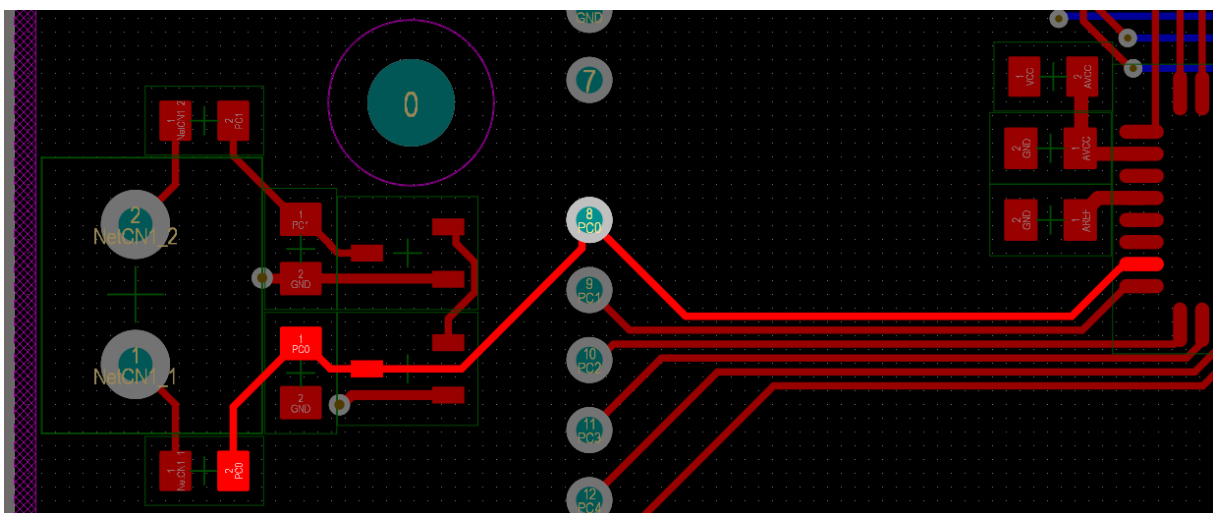 GND
7
0
1
NetCN1_2
2
PC1
2
NetCN1_2
1
PC1
2
GND
1
PC0
2
GND
1
NetCN1_1
1
NetCN1_1
2
PC0
8
PC0
9
PC1
10
PC2
11
PC3
12
PC4
1
VCC
2
AVCC
2
GND
1
AVCC
2
GND
1
AREF